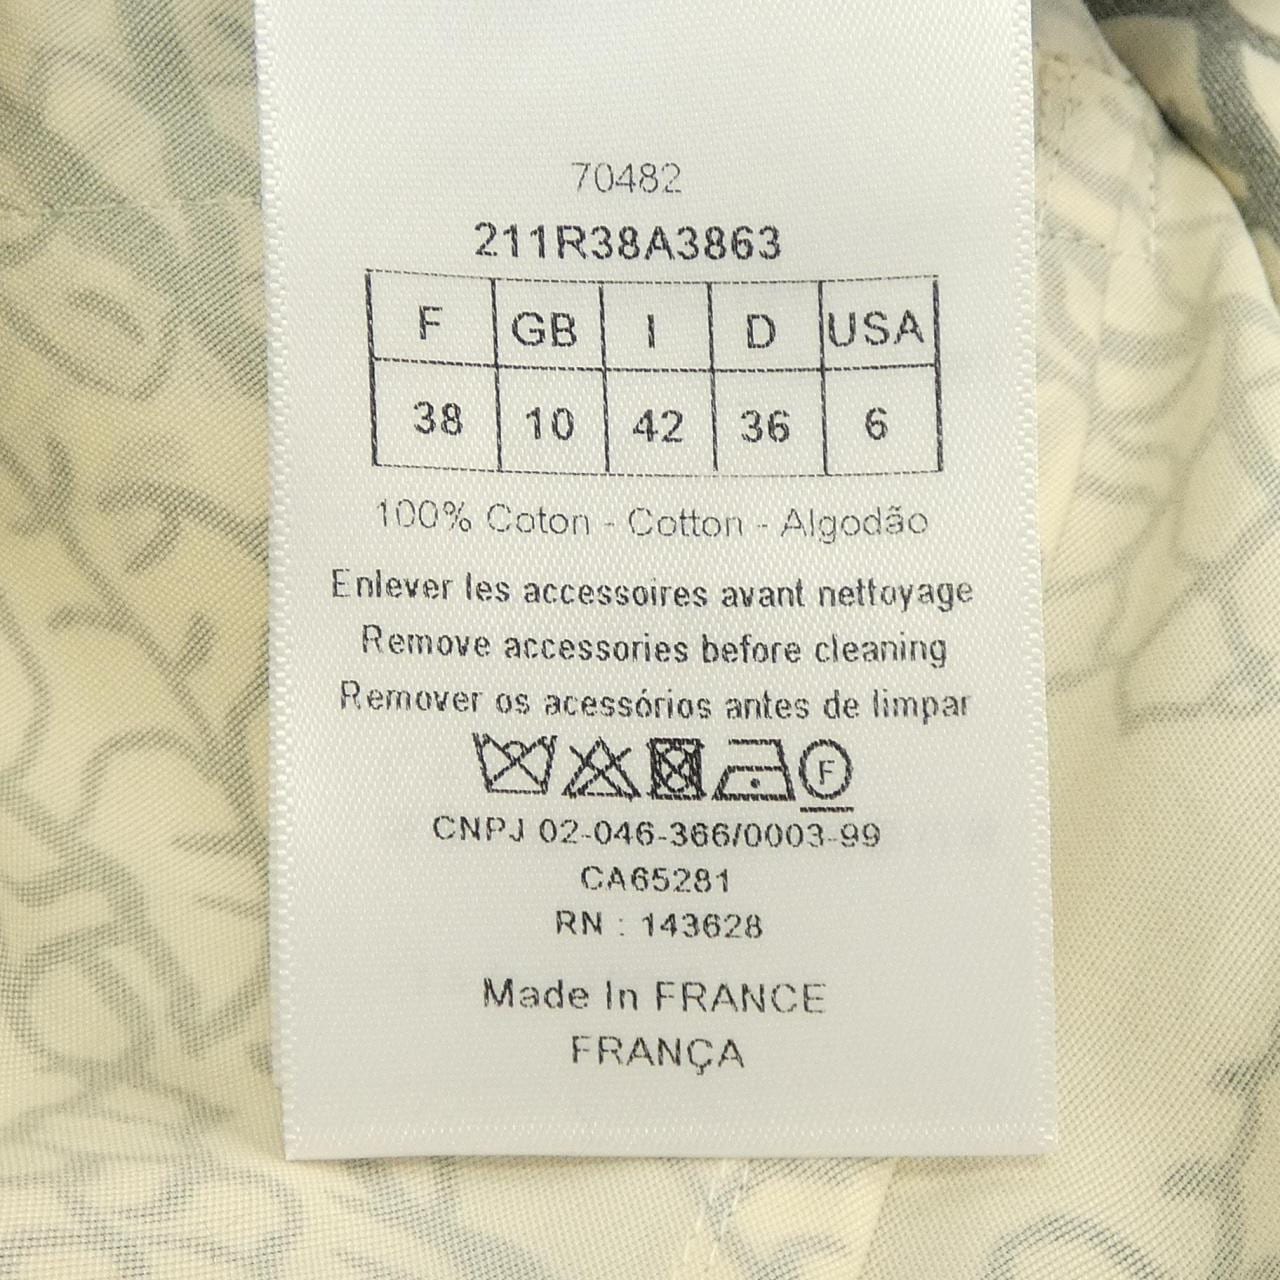 70482
211R38A3863
F GB I D USA
38 10 42 36 6
100% Coton - Cotton - Algodão
Enlever les accessoires avant nettoyage
Remove accessories before cleaning
Remover os acessórios antes de limpar
F
CNPJ 02-046-366/0003-99
CA65281
RN : 143628
Made In FRANCE
FRANÇA